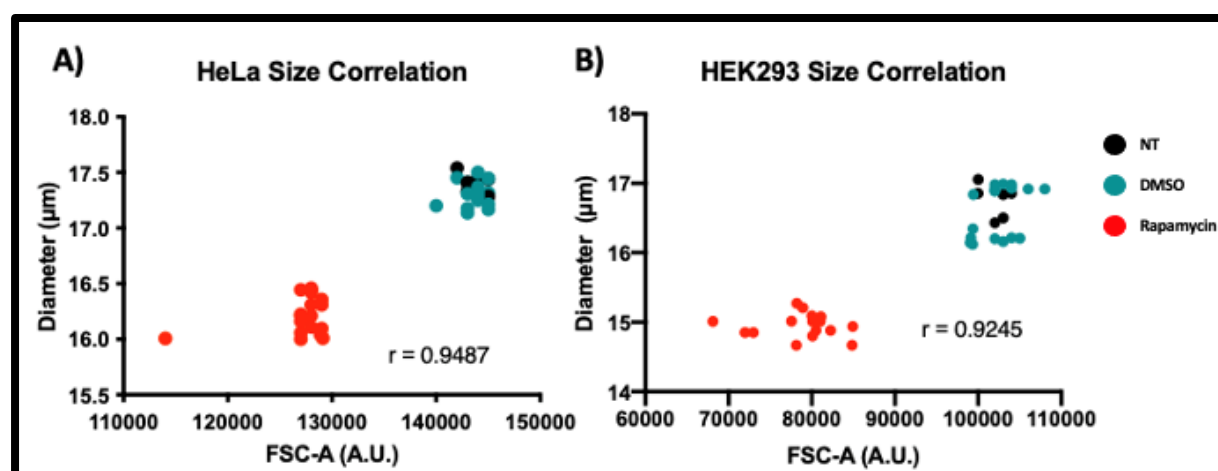 A)
HeLa Size Correlation
Diameter (µm)
18.0
17.5
17.0
16.5
16.0
15.5
110000 120000 130000 140000 150000
FSC-A (A.U.)
r = 0.9487
B)
HEK293 Size Correlation
Diameter (µm)
18
17
16
15
14
60000 70000 80000 90000 100000 110000
FSC-A (A.U.)
r = 0.9245
NT
DMSO
Rapamycin